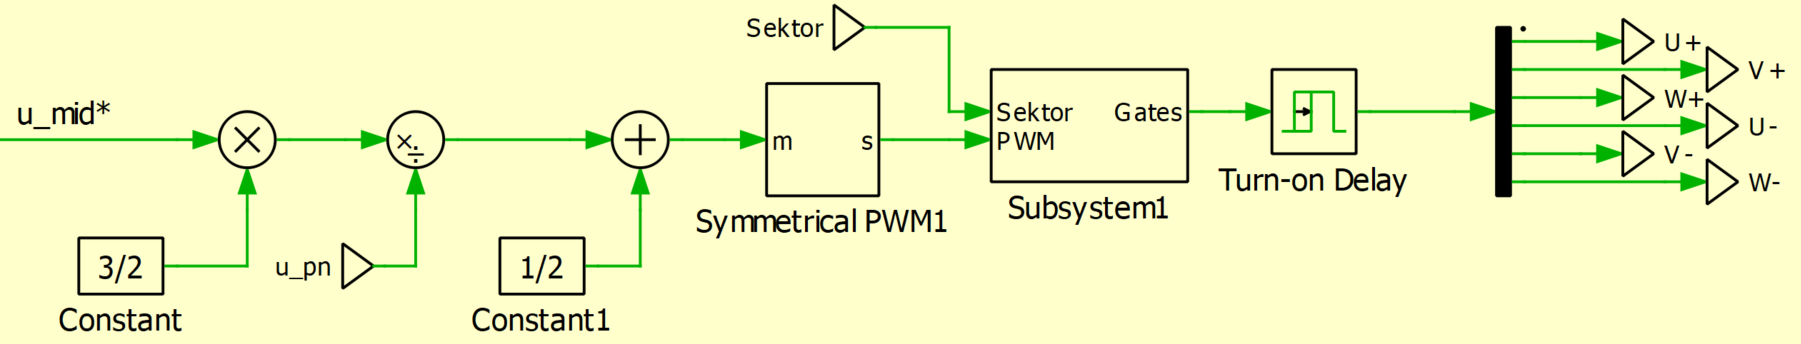 u_mid*
3/2
Constant
u_pn
1/2
Constant1
m
s
Symmetrical PWM1
Sektor
Sektor
PWM
Gates
Subsystem1
Turn-on Delay
U+
V+
W+
U-
V-
W-